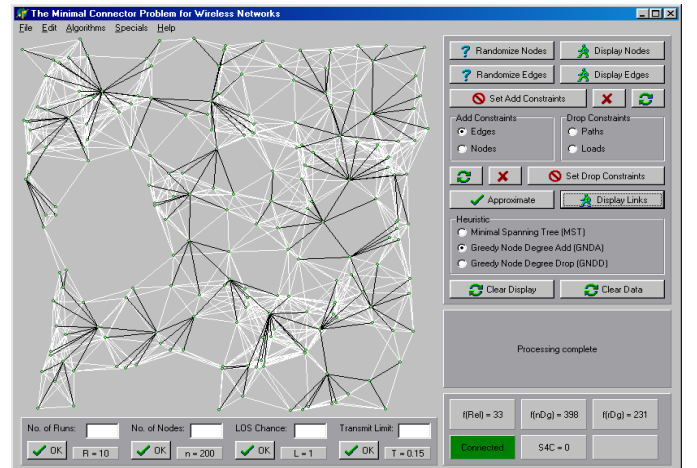 The Minimal Connector Problem for Wireless Networks
File Edit Algorithms Specials Help
? Randomize Nodes
Display Nodes
? Randomize Edges
Display Edges
Set Add Constraints
Add Constraints
Edges
Nodes
Drop Constraints
Paths
Loads
Set Drop Constraints
Approximate
Display Links
Heuristic
Minimal Spanning Tree (MST)
Greedy Node Degree Add (GNDA)
Greedy Node Degree Drop (GNDD)
Clear Display
Clear Data
Processing complete
f(Rel) = 33
f(nDg) = 398
f(rDg) = 231
Connected
S4C = 0
No. of Runs:
OK
R = 10
No. of Nodes:
OK
n = 200
LOS Chance:
OK
L = 1
Transmit Limit:
OK
T = 0.15